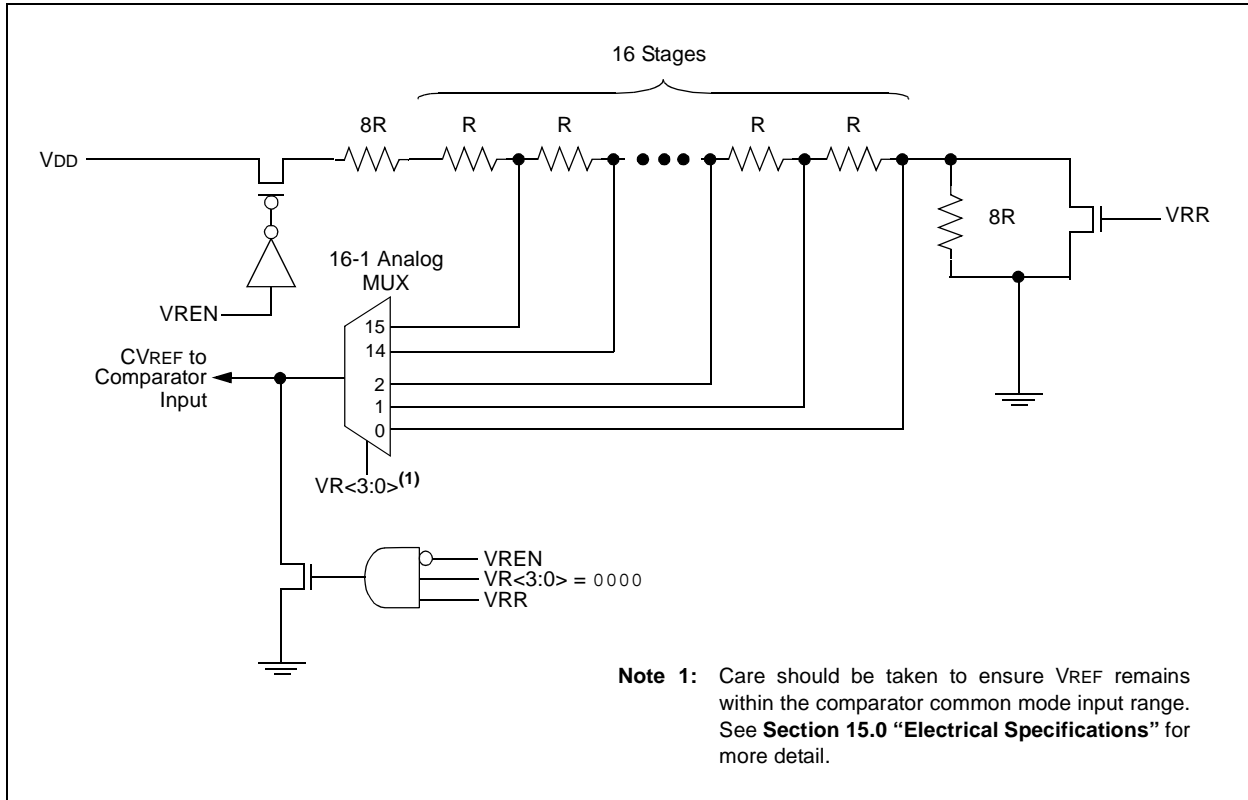 16 Stages
8R
R
R
R
R
VDD
8R
VRR
16-1 Analog
MUX
VREN
15
14
2
1
0
CVREF to
Comparator
Input
VR<3:0>(1)
VREN
VR<3:0> = 0000
VRR
Note 1: Care should be taken to ensure VREF remains
within the comparator common mode input range.
See Section 15.0 “Electrical Specifications” for
more detail.